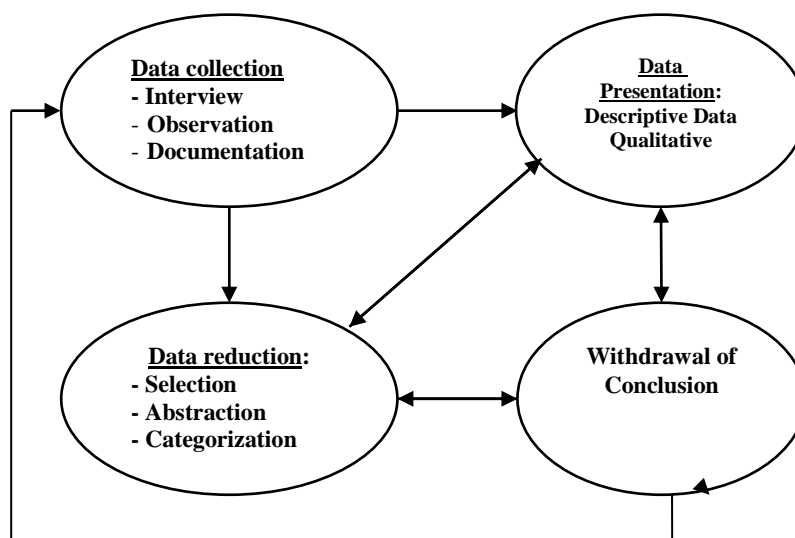 Data collection
- Interview
- Observation
- Documentation
Data
Presentation:
Descriptive Data
Qualitative
Data reduction:
- Selection
- Abstraction
- Categorization
Withdrawal of
Conclusion